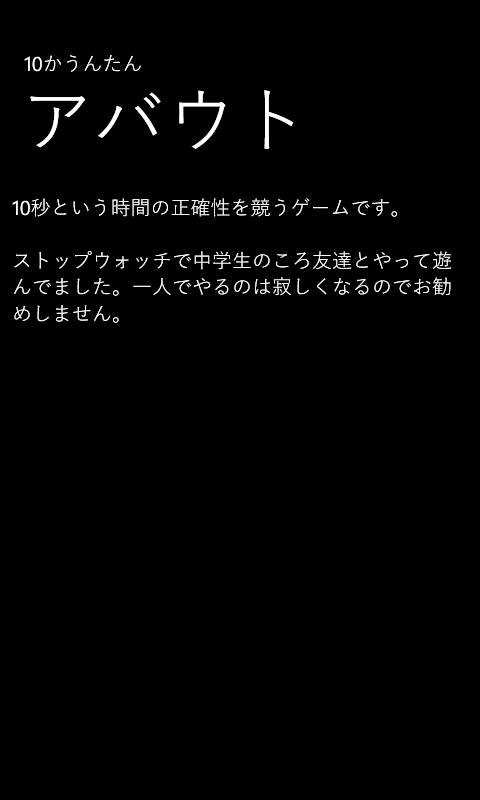 10かうんたん
アバウト
10秒という時間の正確性を競うゲームです。
ストップウォッチで中学生のころ友達とやって遊
んでました。一人でやるのは寂しくなるのでお勧
めしません。